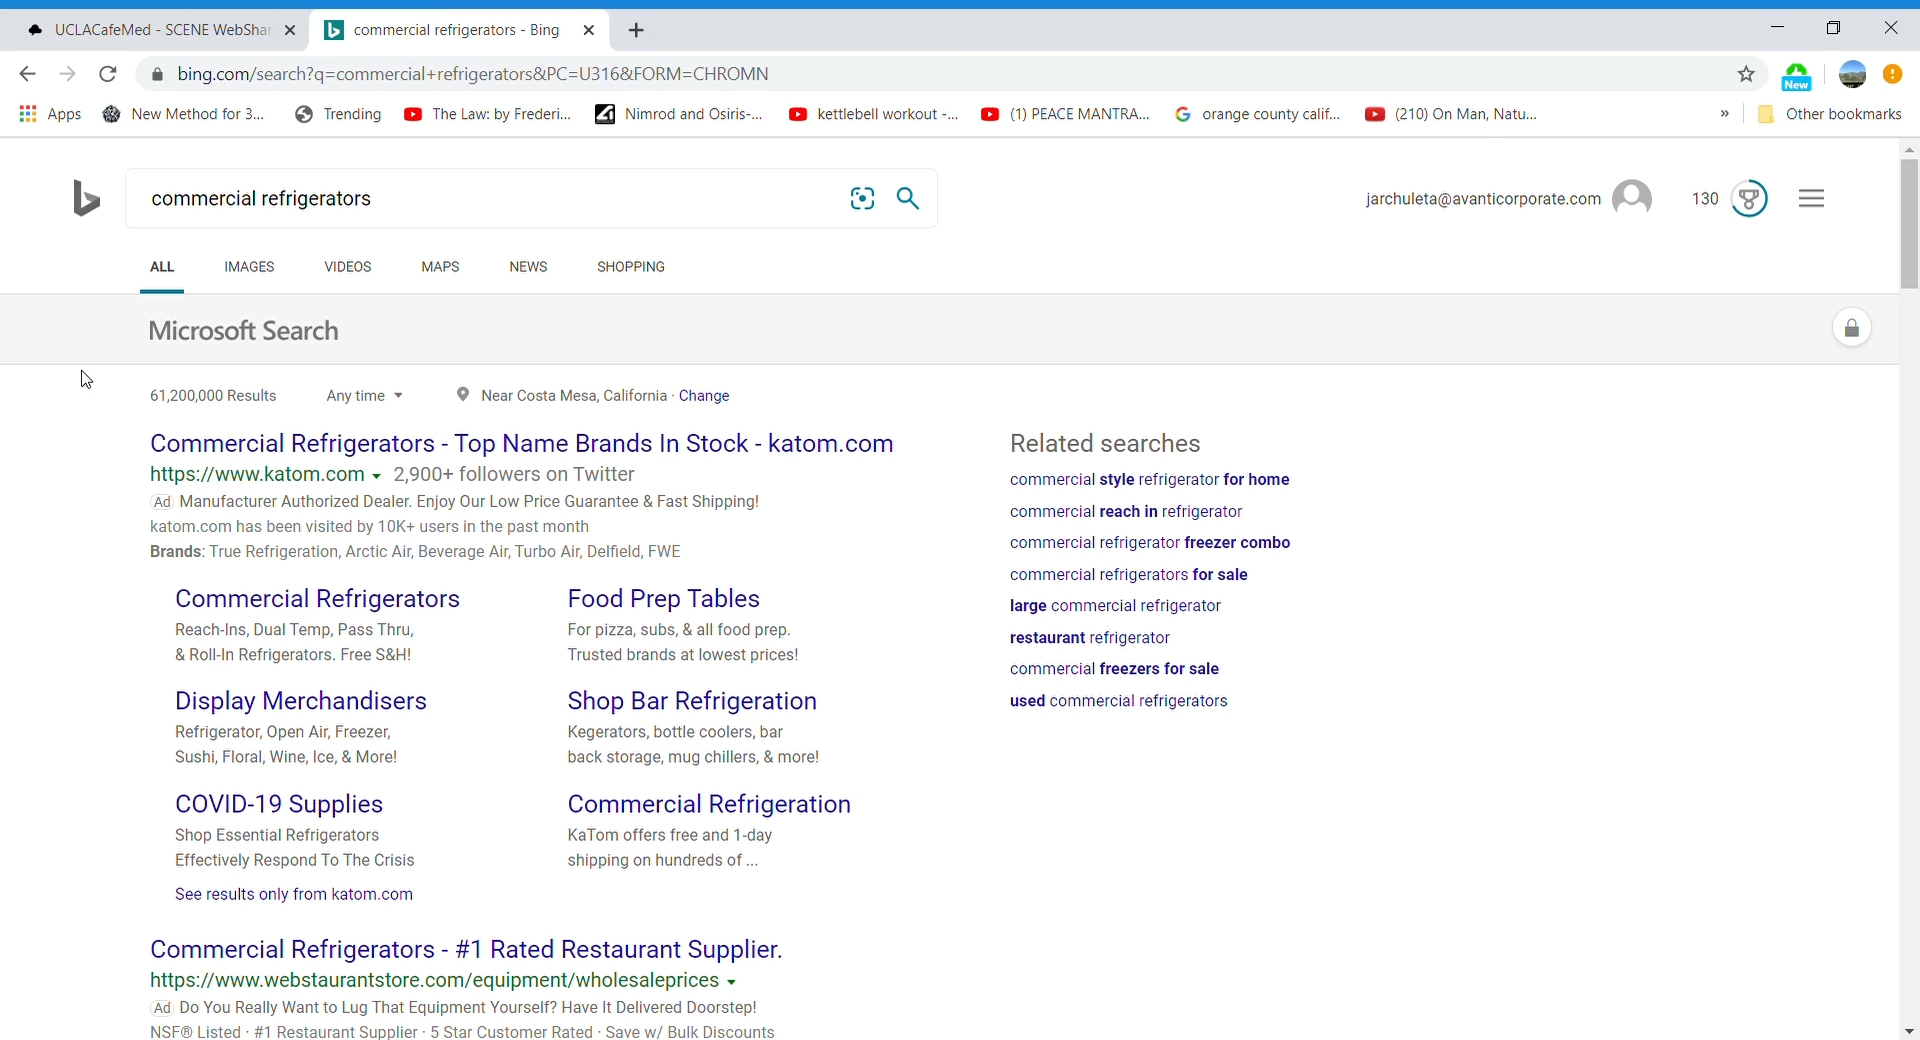 UCLACafeMed - SCENE WebShar
commercial refrigerators - Bing
bing.com/search?q=commercial+refrigerators&PC=U316&FORM=CHROMN
New
Apps
New Method for 3...
Trending
The Law: by Frederi...
Nimrod and Osiris-...
kettlebell workout -...
(1) PEACE MANTRA...
orange county calif...
(210) On Man, Natu...
»
Other bookmarks
commercial refrigerators
jarchuleta@avanticorporate.com
130
ALL
IMAGES
VIDEOS
MAPS
NEWS
SHOPPING
Microsoft Search
61,200,000 Results
Any time
Near Costa Mesa, California · Change
Commercial Refrigerators - Top Name Brands In Stock - katom.com
https://www.katom.com 2,900+ followers on Twitter
Ad Manufacturer Authorized Dealer. Enjoy Our Low Price Guarantee & Fast Shipping!
katom.com has been visited by 10K+ users in the past month
Brands: True Refrigeration, Arctic Air, Beverage Air, Turbo Air, Delfield, FWE
Commercial Refrigerators
Reach-Ins, Dual Temp, Pass Thru,
& Roll-In Refrigerators. Free S&H!
Food Prep Tables
For pizza, subs, & all food prep.
Trusted brands at lowest prices!
Display Merchandisers
Refrigerator, Open Air, Freezer,
Sushi, Floral, Wine, Ice, & More!
Shop Bar Refrigeration
Kegerators, bottle coolers, bar
back storage, mug chillers, & more!
COVID-19 Supplies
Shop Essential Refrigerators
Effectively Respond To The Crisis
Commercial Refrigeration
KaTom offers free and 1-day
shipping on hundreds of ...
See results only from katom.com
Commercial Refrigerators - #1 Rated Restaurant Supplier.
https://www.webstaurantstore.com/equipment/wholesaleprices
Ad Do You Really Want to Lug That Equipment Yourself? Have It Delivered Doorstep!
NSF® Listed · #1 Restaurant Supplier · 5 Star Customer Rated · Save w/ Bulk Discounts
Related searches
commercial style refrigerator for home
commercial reach in refrigerator
commercial refrigerator freezer combo
commercial refrigerators for sale
large commercial refrigerator
restaurant refrigerator
commercial freezers for sale
used commercial refrigerators